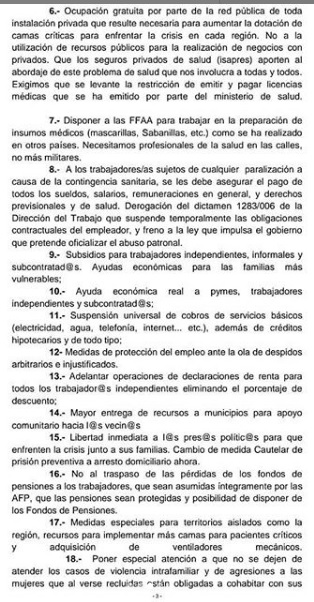 6.- Ocupación gratuita por parte de la red pública de toda
instalación privada que resulte necesaria para aumentar la dotación de
camas críticas para enfrentar la crisis en cada región. No a la
utilización de recursos públicos para la realización de negocios con
privados. Que los seguros privados de salud (isapres) aporten al
abordaje de este problema de salud que nos involucra a todas y todos.
Exigimos que se levante la restricción de emitir y pagar licencias
médicas que se ha emitido por parte del ministerio de salud.
7.- Disponer a las FFAA para trabajar en la preparación de
insumos médicos (mascarillas, Sabanillas, etc.) como se ha realizado
en otros países. Necesitamos profesionales de la salud en las calles,
no más militares.
8.- A los trabajadores/as sujetos de cualquier paralización a
causa de la contingencia sanitaria, se les debe asegurar el pago de
todos los sueldos, salarios, remuneraciones en general, y derechos
previsionales y de salud. Derogación del dictamen 1283/006 de la
Dirección del Trabajo que suspende temporalmente las obligaciones
contractuales del empleador, y freno a la ley que impulsa el gobierno
que pretende oficializar el abuso patronal.
9.- Subsidios para trabajadores independientes, informales y
subcontratad@s. Ayudas económicas para las familias más
vulnerables;
10.- Ayuda económica real a pymes, trabajadores
independientes y subcontratad@s;
11.- Suspensión universal de cobros de servicios básicos
(electricidad, agua, telefonía, internet... etc.), además de créditos
hipotecarios y de todo tipo;
12- Medidas de protección del empleo ante la ola de despidos
arbitrarios e injustificados.
13.- Adelantar operaciones de declaraciones de renta para
todos los trabajador@s independientes eliminando el porcentaje de
descuento;
14.- Mayor entrega de recursos a municipios para apoyo
comunitario hacia l@s vecin@s
15.- Libertad inmediata a l@s pres@s polític@s para que
enfrenten la crisis junto a sus familias. Cambio de medida Cautelar de
prisión preventiva a arresto domiciliario ahora.
16.- No al traspaso de las pérdidas de los fondos de
pensiones a los trabajadores, que sean asumidas íntegramente por las
AFP, que las pensiones sean protegidas y posibilidad de disponer de
los Fondos de Pensiones.
17.- Medidas especiales para territorios aislados como la
región, recursos para implementar más camas para pacientes críticos
y adquisición de ventiladores mecánicos.
18.- Poner especial atención a que no se dejen de
atender los casos de violencia intrafamiliar y de agresiones a las
mujeres que al verse recluidas están obligadas a cohabitar con sus
-3-